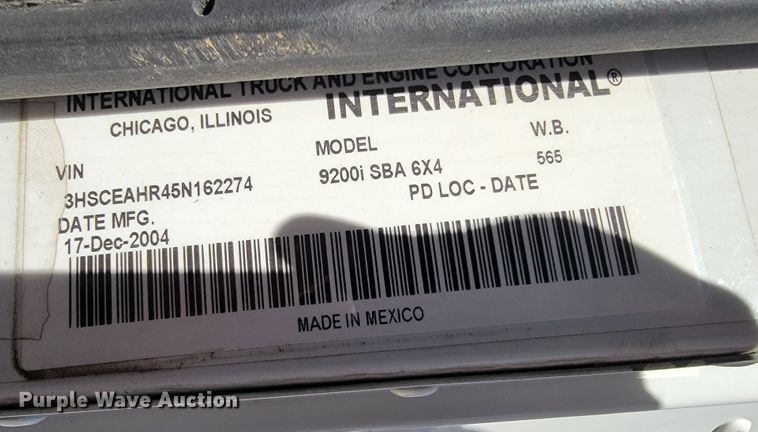 INTERNATIONAL TRUCK AND ENGINE CORPORATION
CHICAGO, ILLINOIS
INTERNATIONAL®
VIN
MODEL
W.B.
3HSCEAHR45N162274
9200i SBA 6X4
565
DATE MFG.
PD LOC - DATE
17-Dec-2004
MADE IN MEXICO
Purple Wave Auction